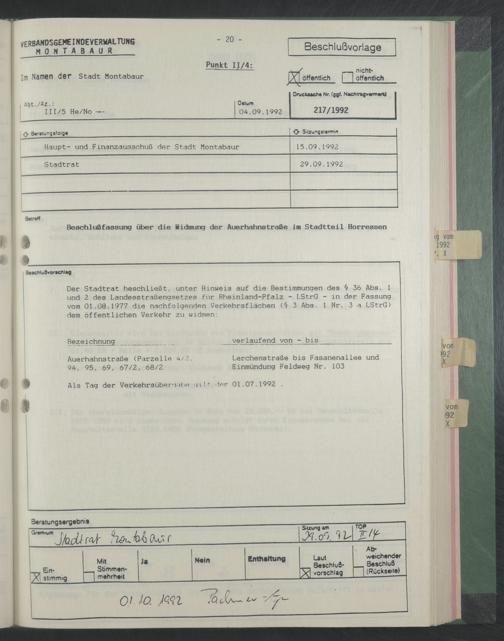 - 20 -
VERBANDSGEMEINDEVERWALTUNG
MONTABAUR
Beschlußvorlage
Punkt II/4:
Im Namen der Stadt Montabaur
X öffentlich
nicht-öffentlich
Abt./Az.:
III/5 He/No
Datum
04.09.1992
Drucksache Nr. (ggf. Nachtragsvermerk)
217/1992
Beratungsfolge
Sitzungstermin
Haupt- und Finanzausschuß der Stadt Montabaur
15.09.1992
Stadtrat
29.09.1992
Betreff
Beschlußfassung über die Widmung der Auerhahnstraße im Stadtteil Horressen
Beschlußvorschlag
Der Stadtrat beschließt, unter Hinweis auf die Bestimmungen des § 36 Abs. 1
und 2 des Landesstraßengesetzes für Rheinland-Pfalz - LStrG - in der Fassung
vom 01.08.1977 die nachfolgenden Verkehrsflächen (§ 3 Abs. 1 Nr. 3 a LStrG)
dem öffentlichen Verkehr zu widmen:
Bezeichnung
verlaufend von - bis
Auerhahnstraße (Parzelle 4/2,
94, 95, 69, 67/2, 68/2
Lerchenstraße bis Fasanenallee und
Einmündung Feldweg Nr. 103
Als Tag der Verkehrsübergabe gilt der 01.07.1992 .
Beratungsergebnis
Gremium
Stadtrat Montabaur
Sitzung am
29.09.92
TOP
II/4
X Ein-
stimmig
Mit
Stimmen-
mehrheit
Ja
Nein
Enthaltung
X Laut
Beschluß-
vorschlag
Ab-
weichender
Beschluß
(Rückseite)
01.10.1992
vom
1992
X
von
92
X
vom
92
X